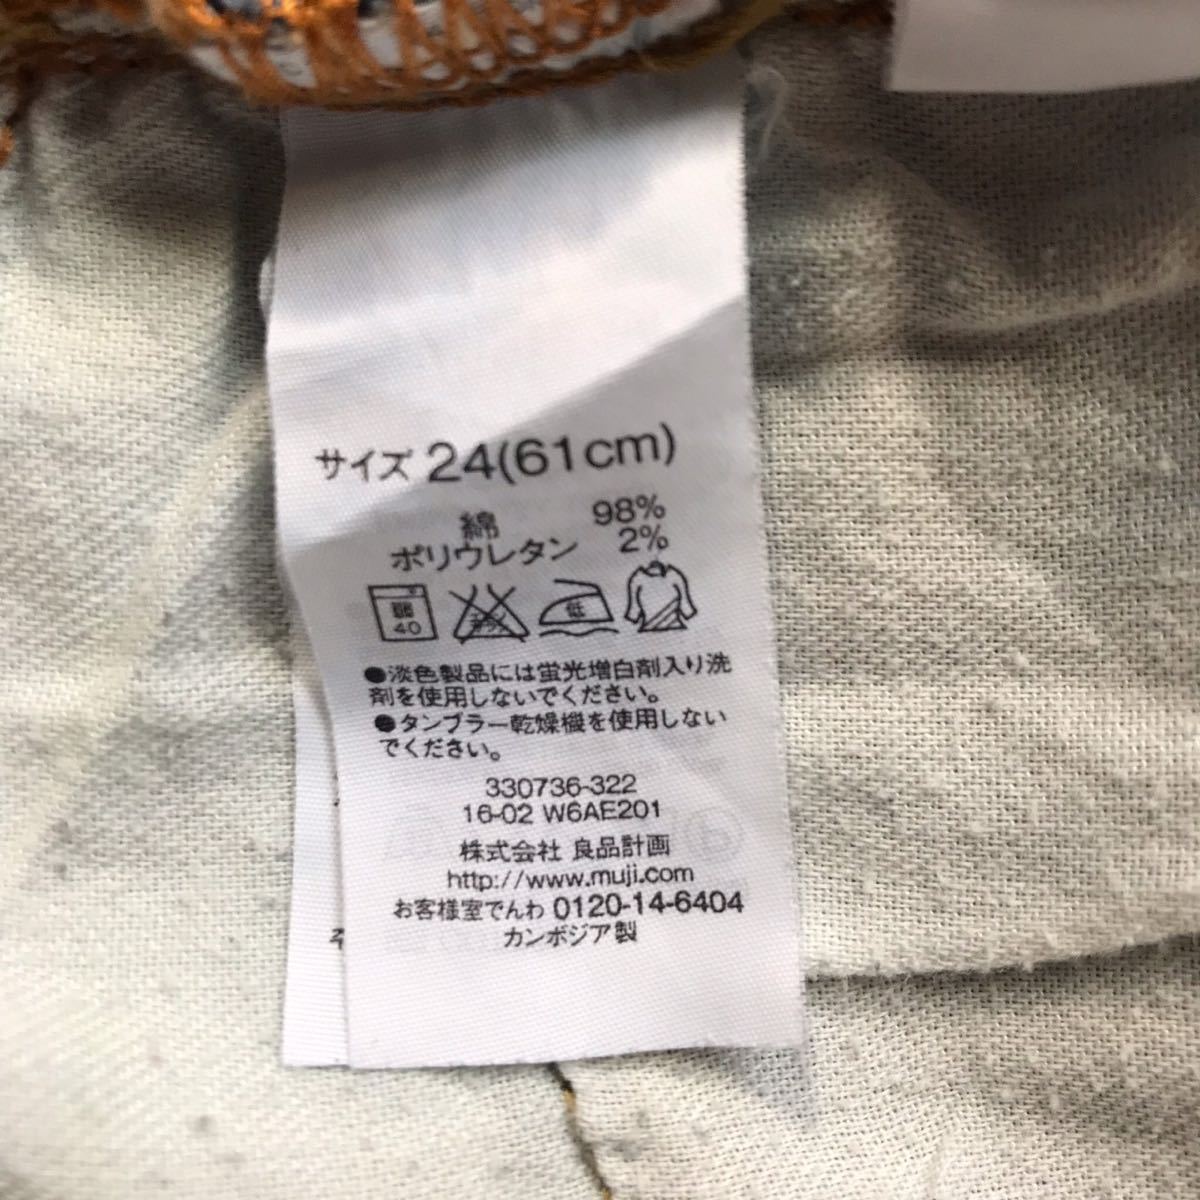 サイズ 24(61cm)
綿 98%
ポリウレタン 2%
40 低
●淡色製品には蛍光増白剤入り洗
剤を使用しないでください。
●タンブラー乾燥機を使用しない
でください。
330736-322
16-02 W6AE201
株式会社 良品計画
http://www.muji.com
お客様室でんわ 0120-14-6404
カンボジア製